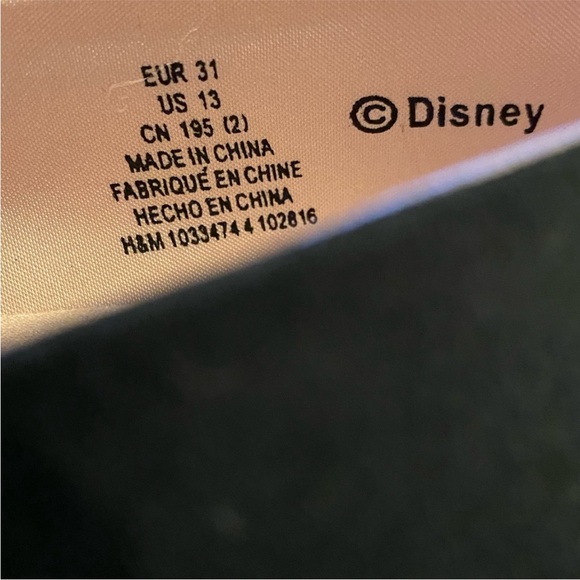 EUR 31
US 13
CN 195 (2)
MADE IN CHINA
FABRIQUÉ EN CHINE
HECHO EN CHINA
H&M 1033474 4 102816
© Disney